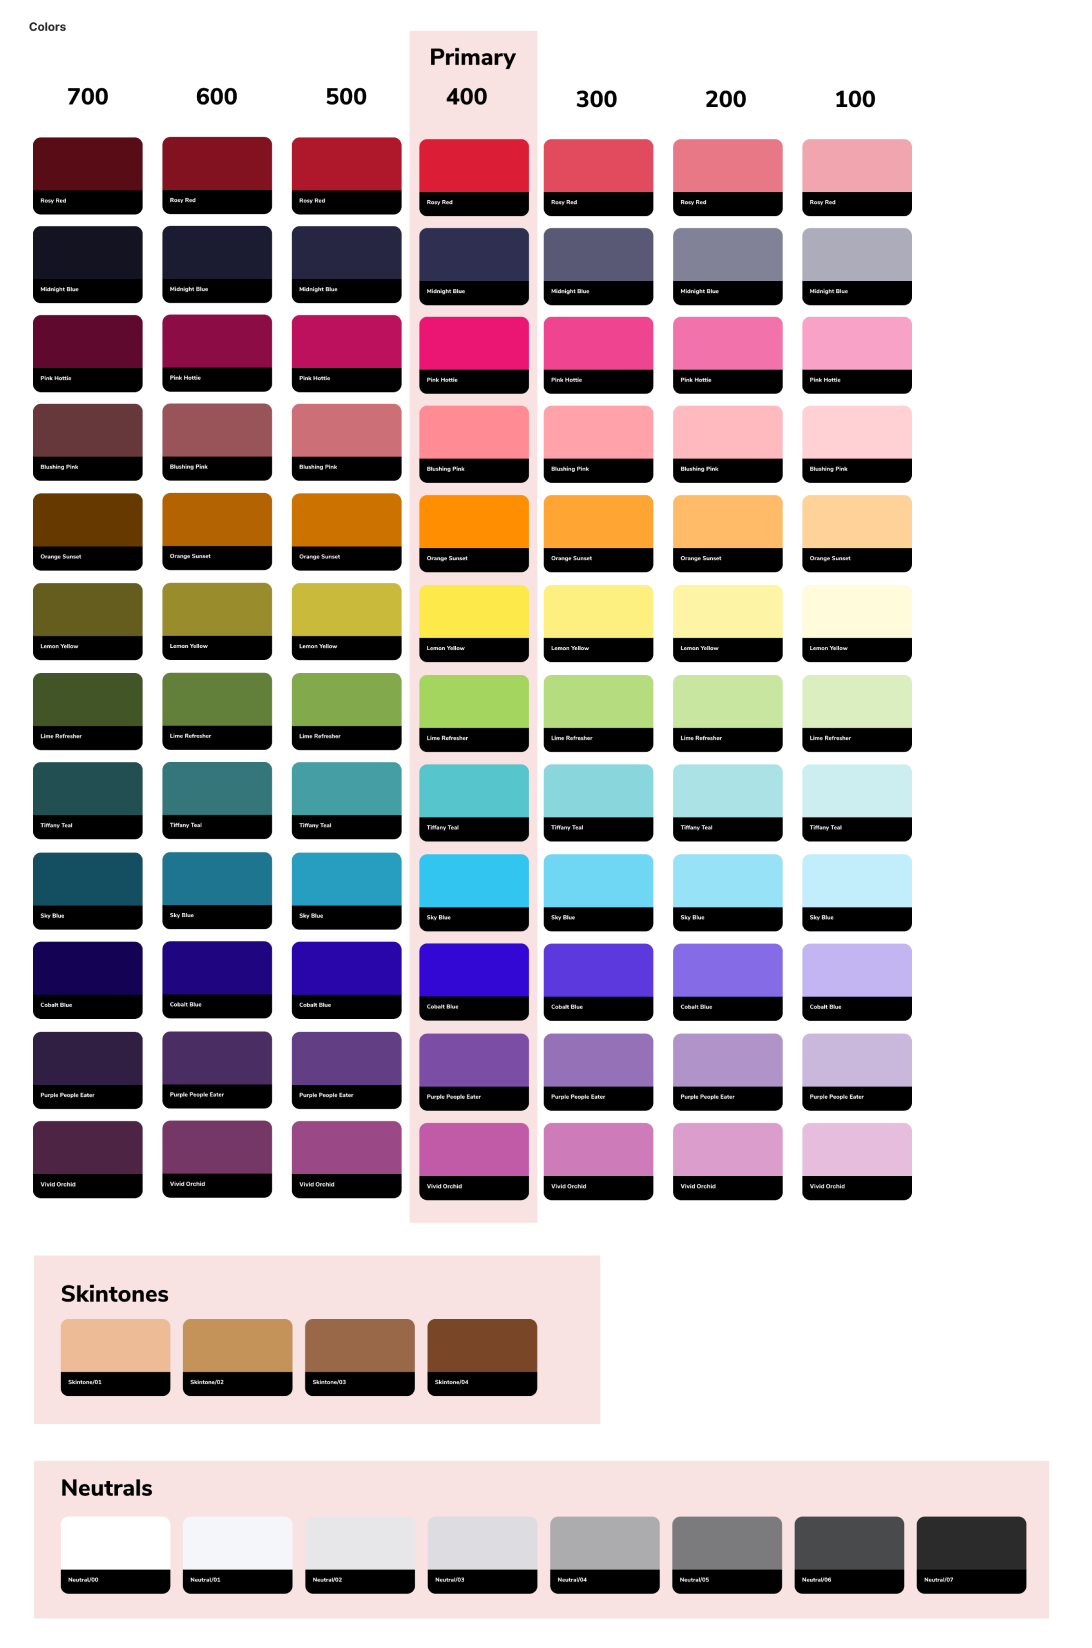 Colors
Primary
700 600 500 400 300 200 100
Rosy Red Rosy Red Rosy Red Rosy Red Rosy Red Rosy Red Rosy Red
Midnight Blue Midnight Blue Midnight Blue Midnight Blue Midnight Blue Midnight Blue Midnight Blue
Pink Hottie Pink Hottie Pink Hottie Pink Hottie Pink Hottie Pink Hottie Pink Hottie
Blushing Pink Blushing Pink Blushing Pink Blushing Pink Blushing Pink Blushing Pink Blushing Pink
Orange Sunset Orange Sunset Orange Sunset Orange Sunset Orange Sunset Orange Sunset Orange Sunset
Lemon Yellow Lemon Yellow Lemon Yellow Lemon Yellow Lemon Yellow Lemon Yellow Lemon Yellow
Lime Refresher Lime Refresher Lime Refresher Lime Refresher Lime Refresher Lime Refresher Lime Refresher
Tiffany Teal Tiffany Teal Tiffany Teal Tiffany Teal Tiffany Teal Tiffany Teal Tiffany Teal
Sky Blue Sky Blue Sky Blue Sky Blue Sky Blue Sky Blue Sky Blue
Cobalt Blue Cobalt Blue Cobalt Blue Cobalt Blue Cobalt Blue Cobalt Blue Cobalt Blue
Purple People Eater Purple People Eater Purple People Eater Purple People Eater Purple People Eater Purple People Eater Purple People Eater
Vivid Orchid Vivid Orchid Vivid Orchid Vivid Orchid Vivid Orchid Vivid Orchid Vivid Orchid
Skintones
Skintone/01 Skintone/02 Skintone/03 Skintone/04
Neutrals
Neutral/00 Neutral/01 Neutral/02 Neutral/03 Neutral/04 Neutral/05 Neutral/06 Neutral/07